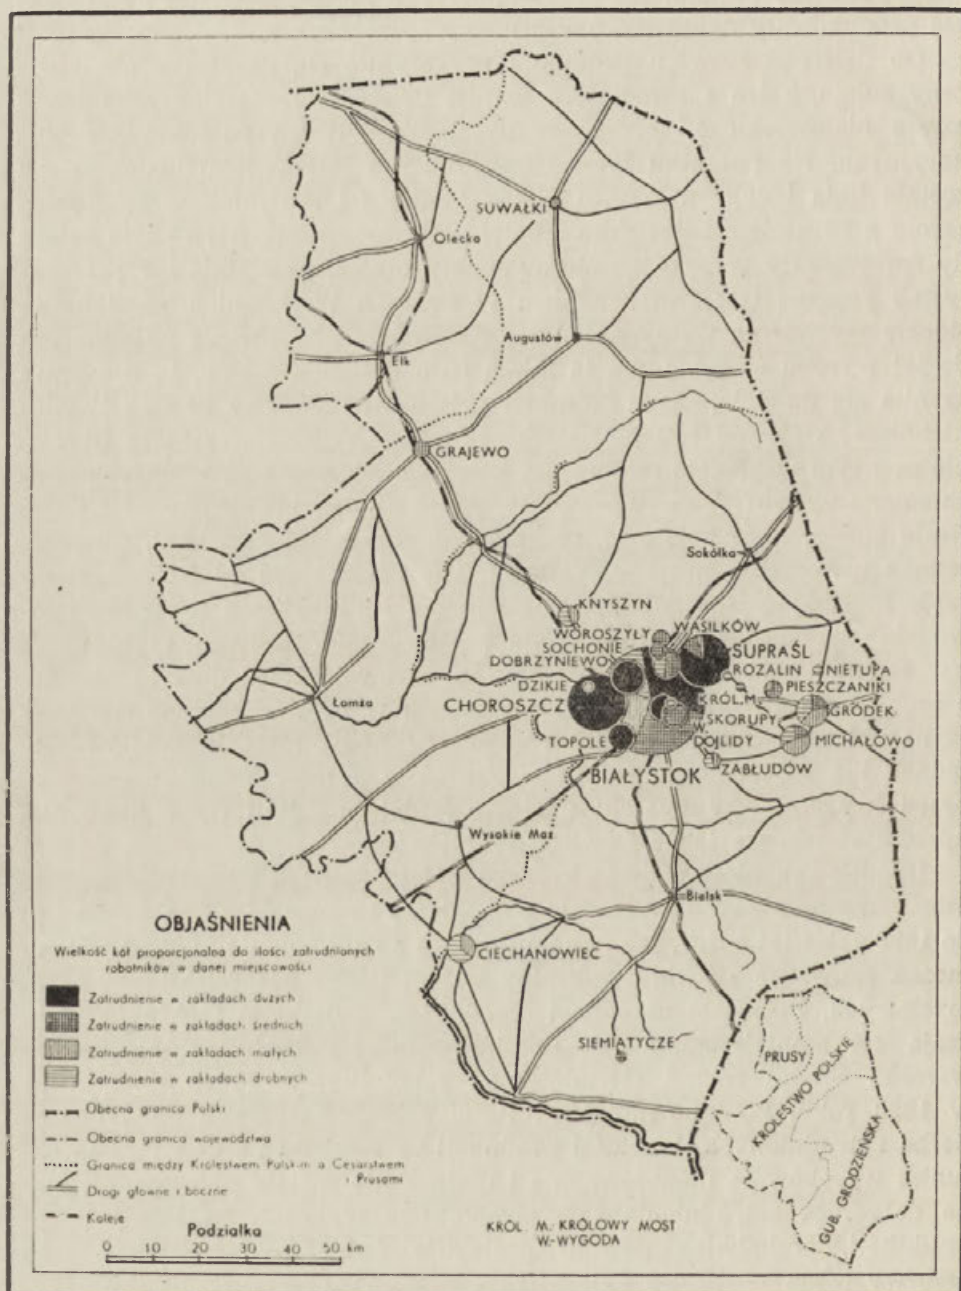 SUWAŁKI
Olecko
Augustów
Ełk
GRAJEWO
Sokółka
KNYSZYN
WOROSZYŁY
WASILKÓW
SOCHONIE
SUPRAŚL
DOBRZYNIEWO
ROZALIN
NIETUPA
DZIKIE
PIESZCZANIKI
CHOROSZCZ
KRÓL.M.
GRÓDEK
Łomża
SKORUPY
W.
TOPOLE
DOJLIDY
MICHAŁOWO
BIAŁYSTOK
ZABŁUDÓW
Wysokie Maz.
Bielsk
CIECHANOWIEC
SIEMIATYCZE
OBJAŚNIENIA
Wielkość kół proporcjonalna do ilości zatrudnionych
robotników w danej miejscowości
Zatrudnienie w zakładach dużych
Zatrudnienie w zakładach średnich
Zatrudnienie w zakładach małych
Zatrudnienie w zakładach drobnych
Obecna granica Polski
Obecna granica województwa
Granica między Królestwem Polskim a Cesarstwem
i Prusami
Drogi główne i boczne
Koleje
Podziałka
0 10 20 30 40 50 km
KRÓL. M.- KRÓLOWY MOST
W.-WYGODA
PRUSY
KRÓLESTWO POLSKIE
GUB. GRODZIEŃSKA